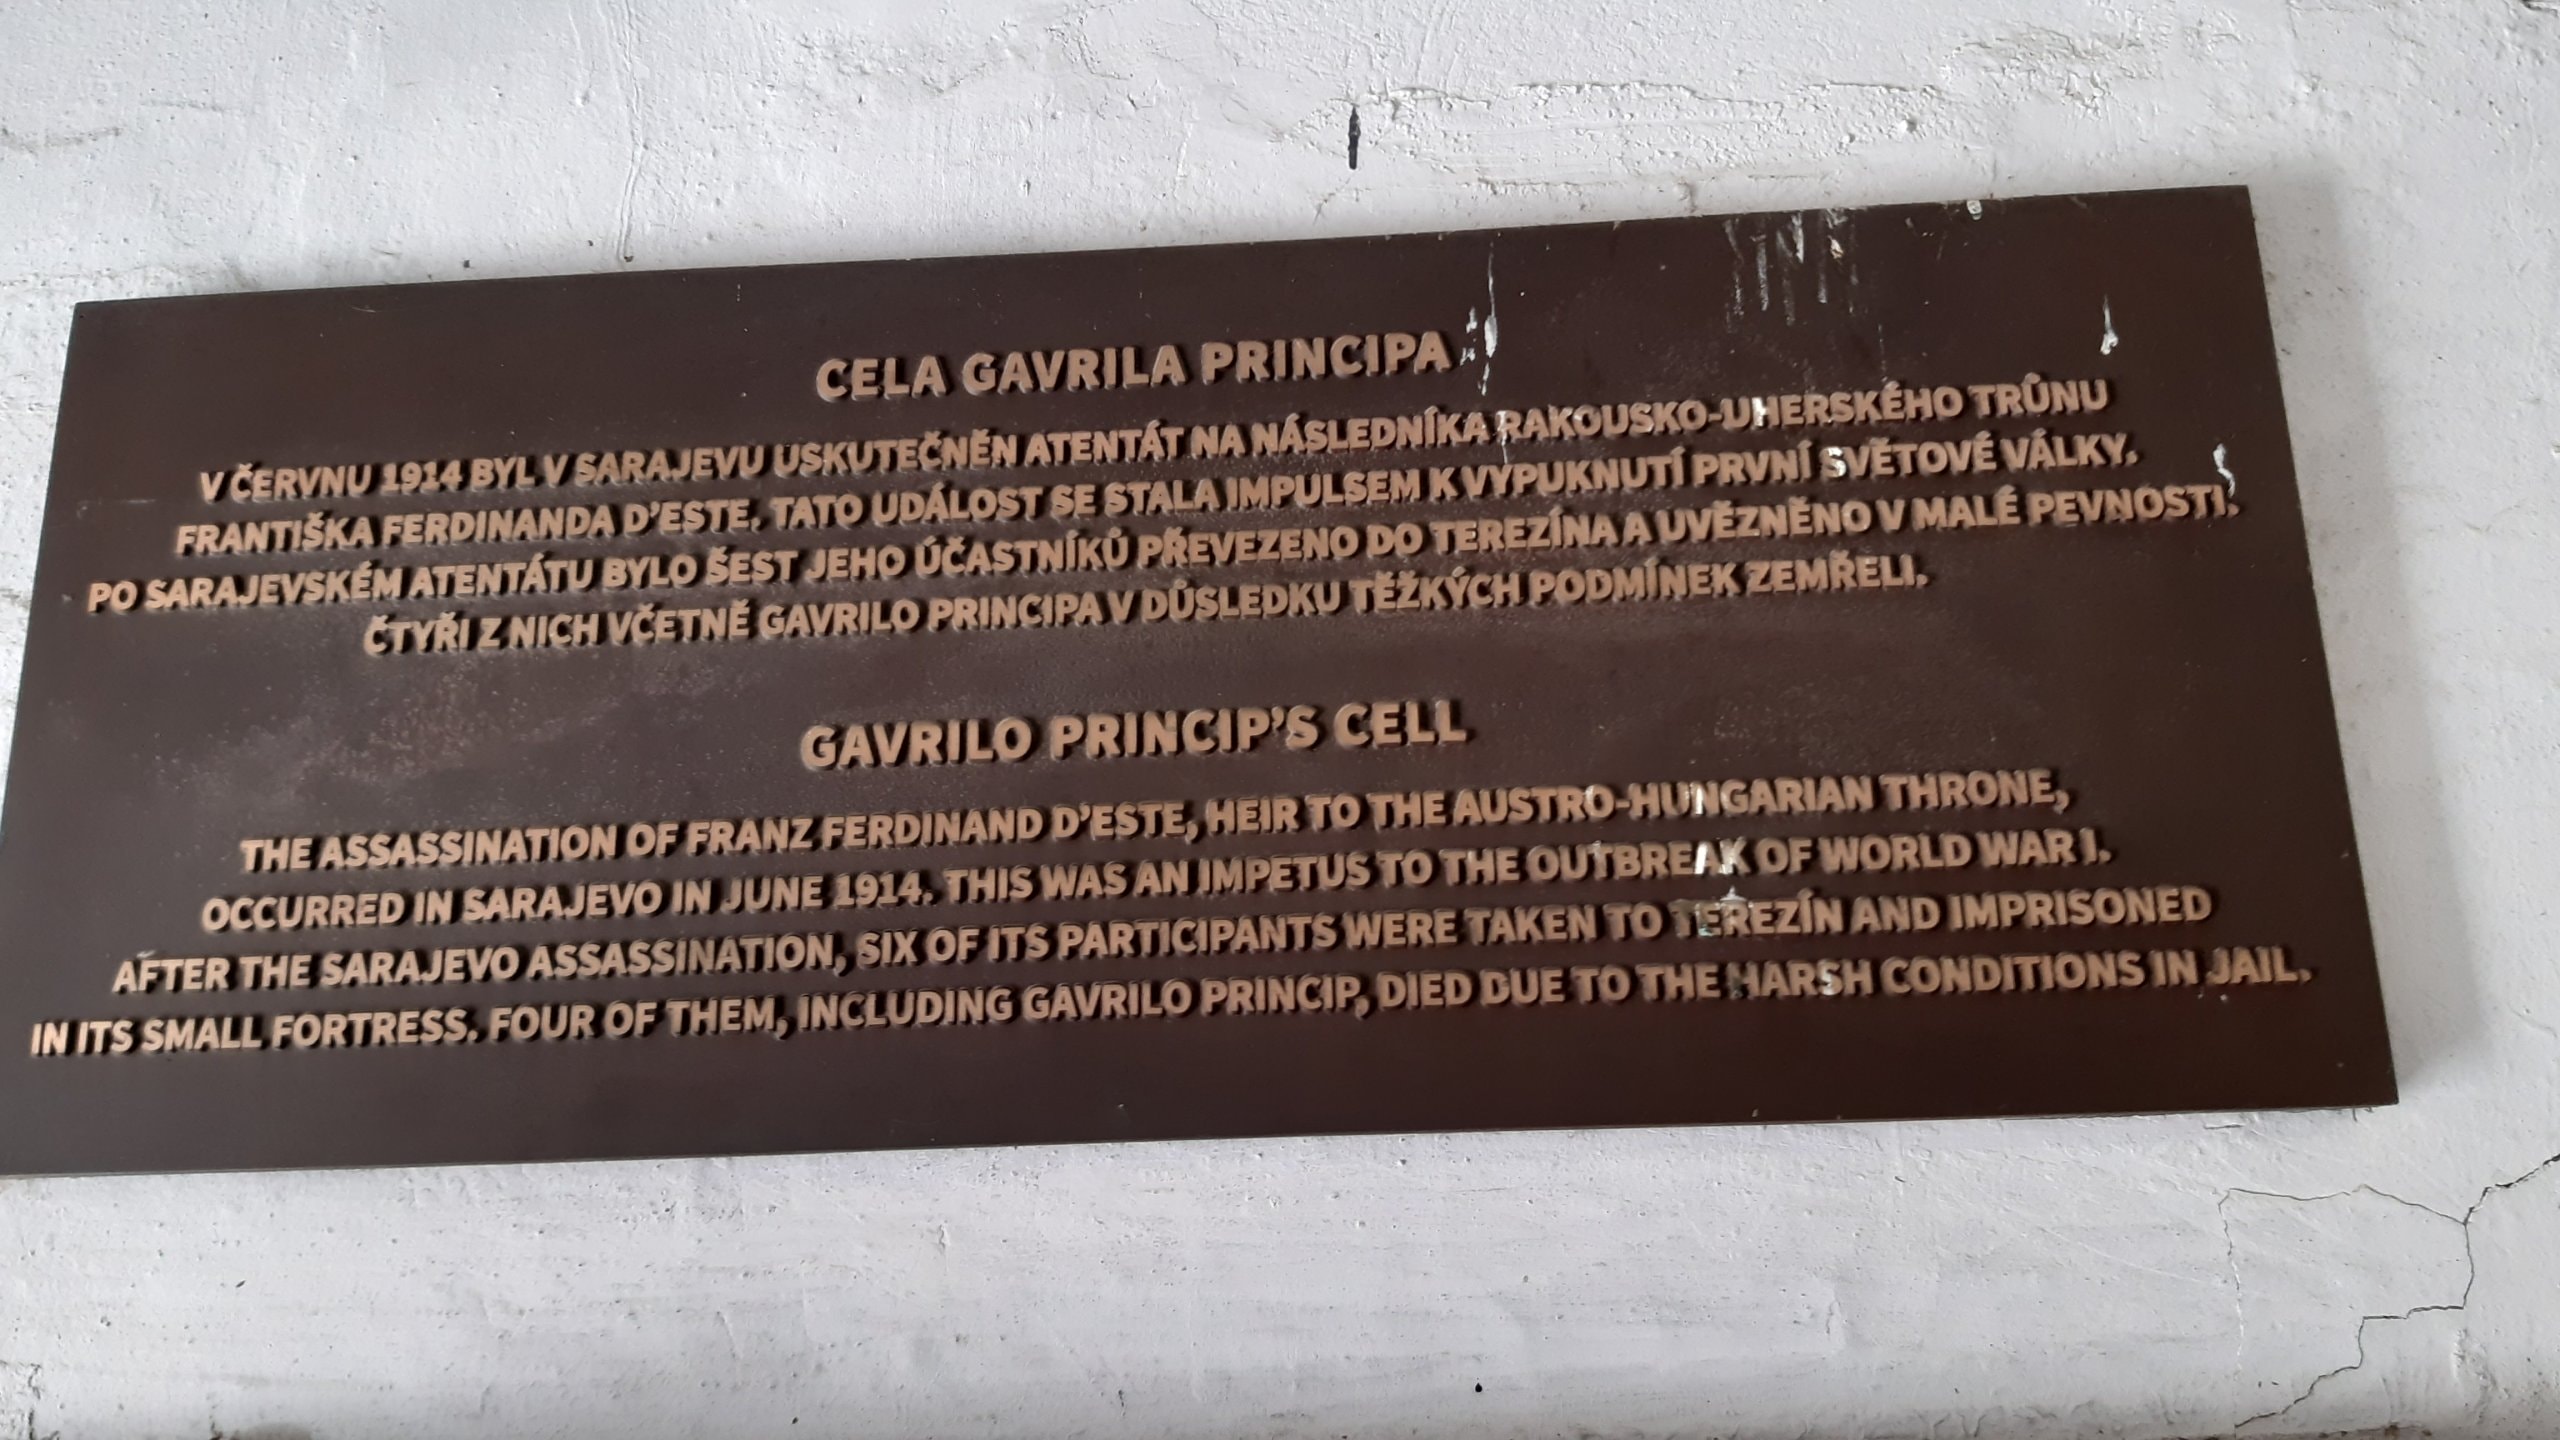 CELA GAVRILA PRINCIPA
V ČERVNU 1914 BYL V SARAJEVU USKUTEČNĚN ATENTÁT NA NÁSLEDNÍKA RAKOUSKO-UHERSKÉHO TRŮNU
FRANTIŠKA FERDINANDA D’ESTE. TATO UDÁLOST SE STALA IMPULSEM K VYPUKNUTÍ PRVNÍ SVĚTOVÉ VÁLKY.
PO SARAJEVSKÉM ATENTÁTU BYLO ŠEST JEHO ÚČASTNÍKŮ PŘEVEZENO DO TEREZÍNA A UVĚZNĚNO V MALÉ PEVNOSTI.
ČTYŘI Z NICH VČETNĚ GAVRILO PRINCIPA V DŮSLEDKU TĚŽKÝCH PODMÍNEK ZEMŘELI.
GAVRILO PRINCIP’S CELL
THE ASSASSINATION OF FRANZ FERDINAND D’ESTE, HEIR TO THE AUSTRO-HUNGARIAN THRONE,
OCCURRED IN SARAJEVO IN JUNE 1914. THIS WAS AN IMPETUS TO THE OUTBREAK OF WORLD WAR I.
AFTER THE SARAJEVO ASSASSINATION, SIX OF ITS PARTICIPANTS WERE TAKEN TO TEREZÍN AND IMPRISONED
IN ITS SMALL FORTRESS. FOUR OF THEM, INCLUDING GAVRILO PRINCIP, DIED DUE TO THE HARSH CONDITIONS IN JAIL.